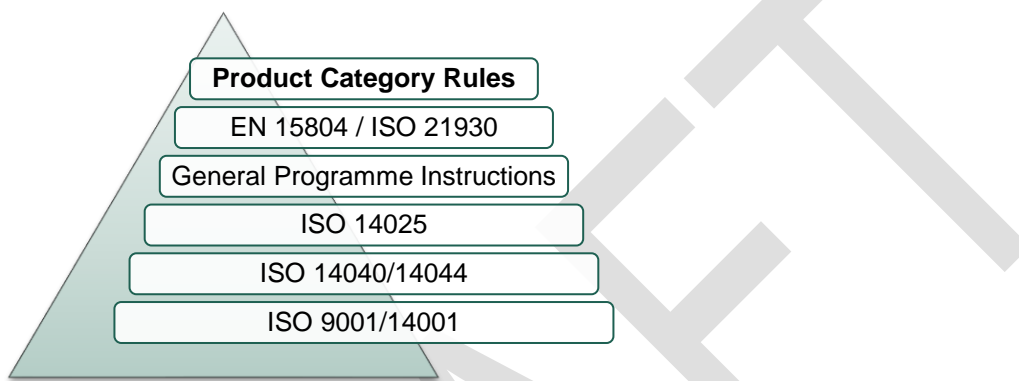 Product Category Rules
EN 15804 / ISO 21930
General Programme Instructions
ISO 14025
ISO 14040/14044
ISO 9001/14001